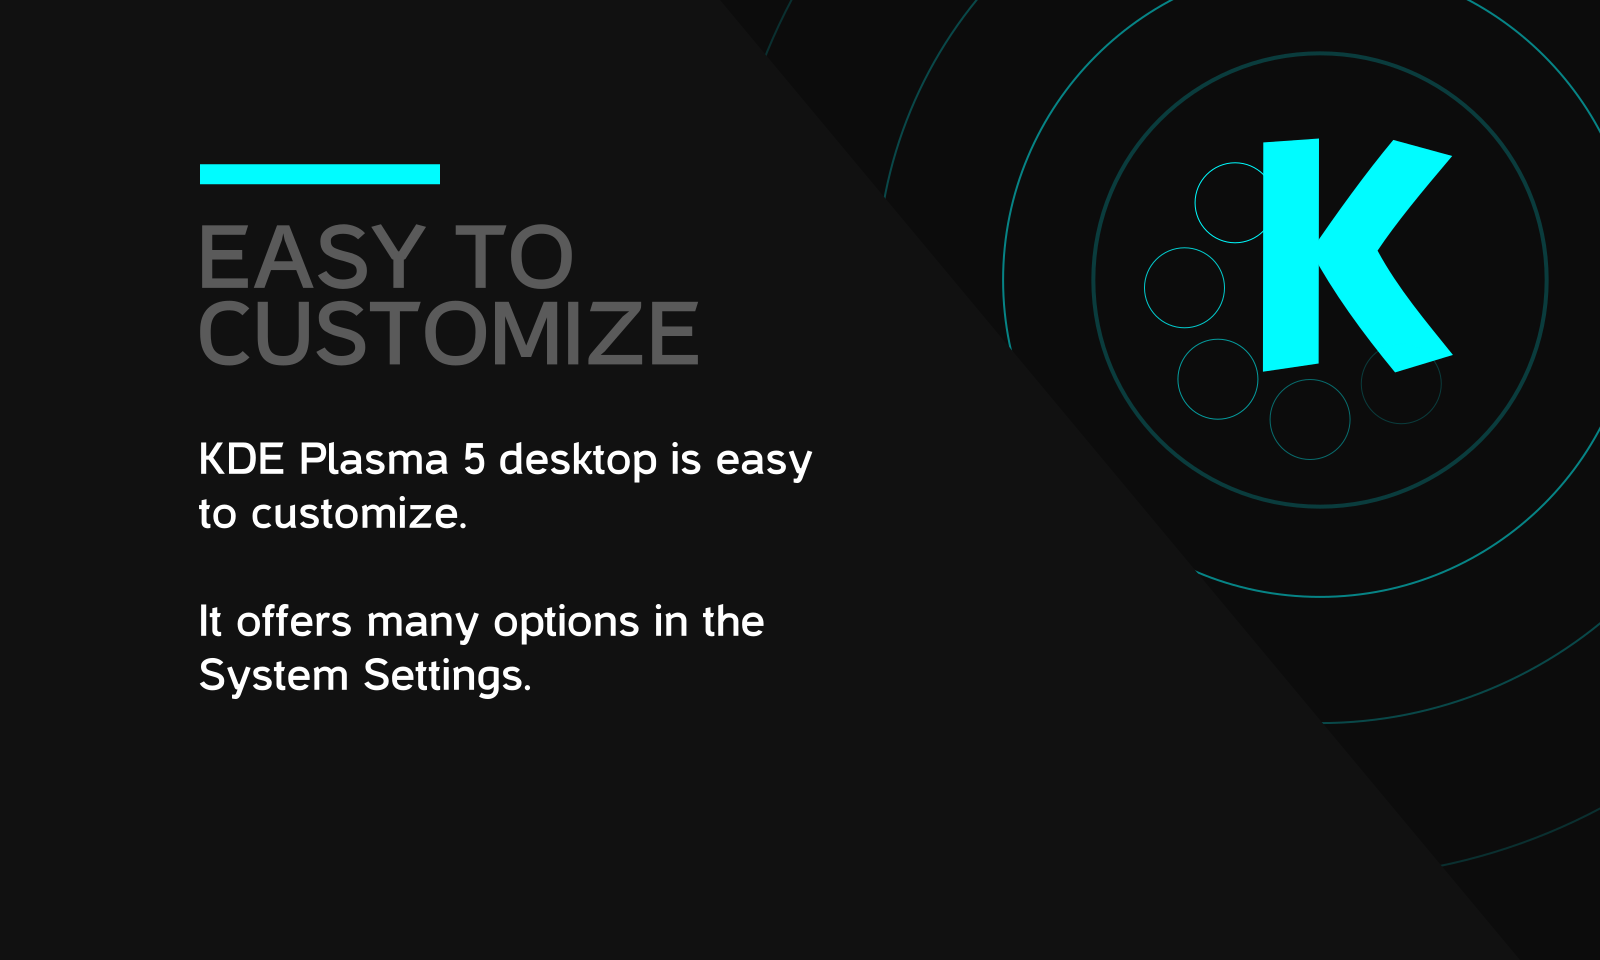 EASY TO
CUSTOMIZE
KDE Plasma 5 desktop is easy
to customize.
It offers many options in the
System Settings.
K